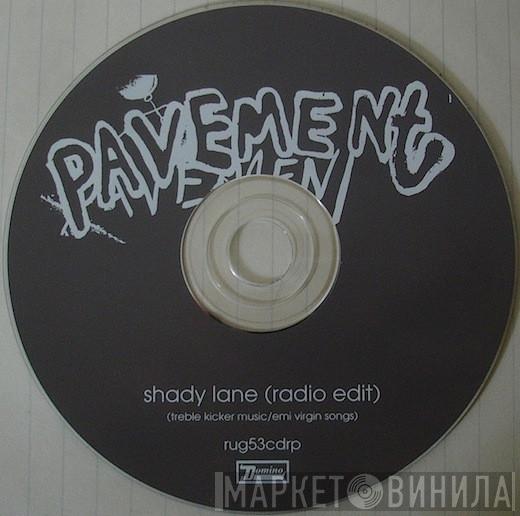 PAVEMENt
shady lane (radio edit)
(treble kicker music/emi virgin songs)
rug53cdrp
Domino
МАРКЕТ ВИНИЛА